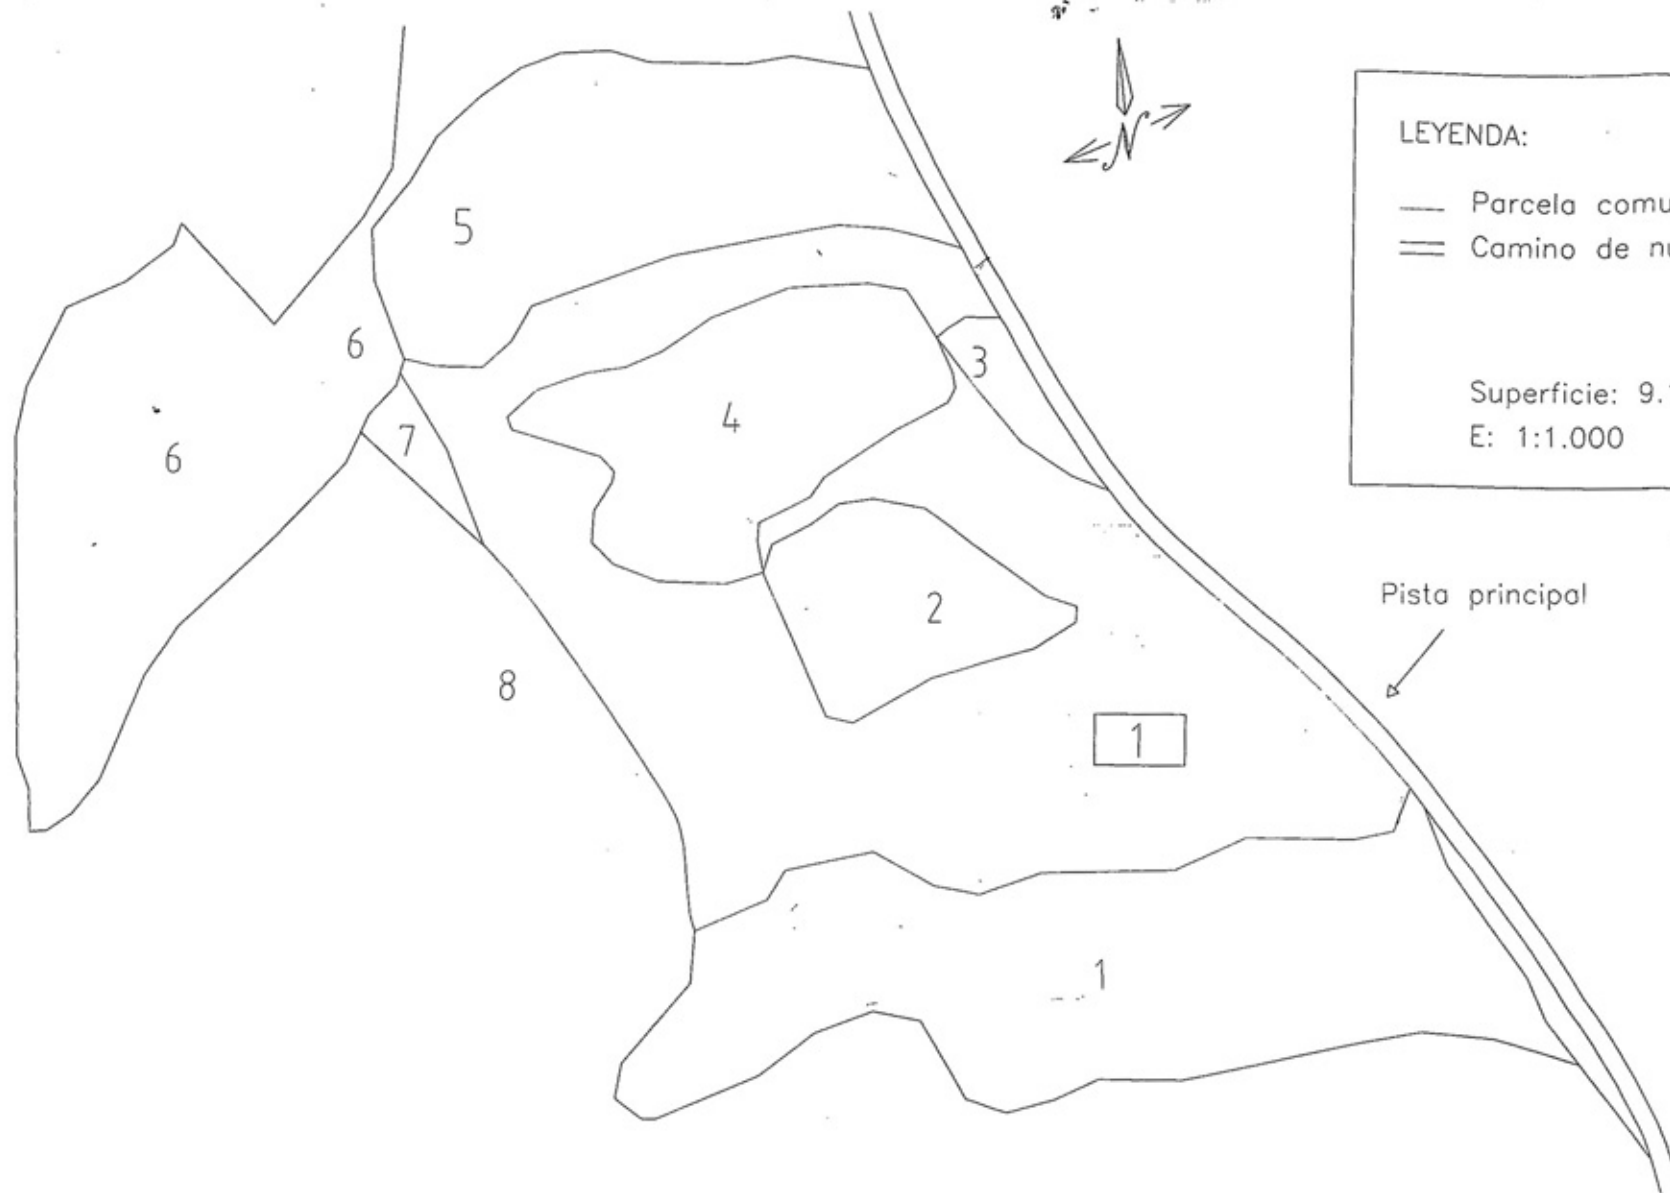 N
LEYENDA:
Parcela comu
Camino de nu
Superficie: 9.
E: 1:1.000
5
6
3
4
7
6
2
Pista principal
8
1
1